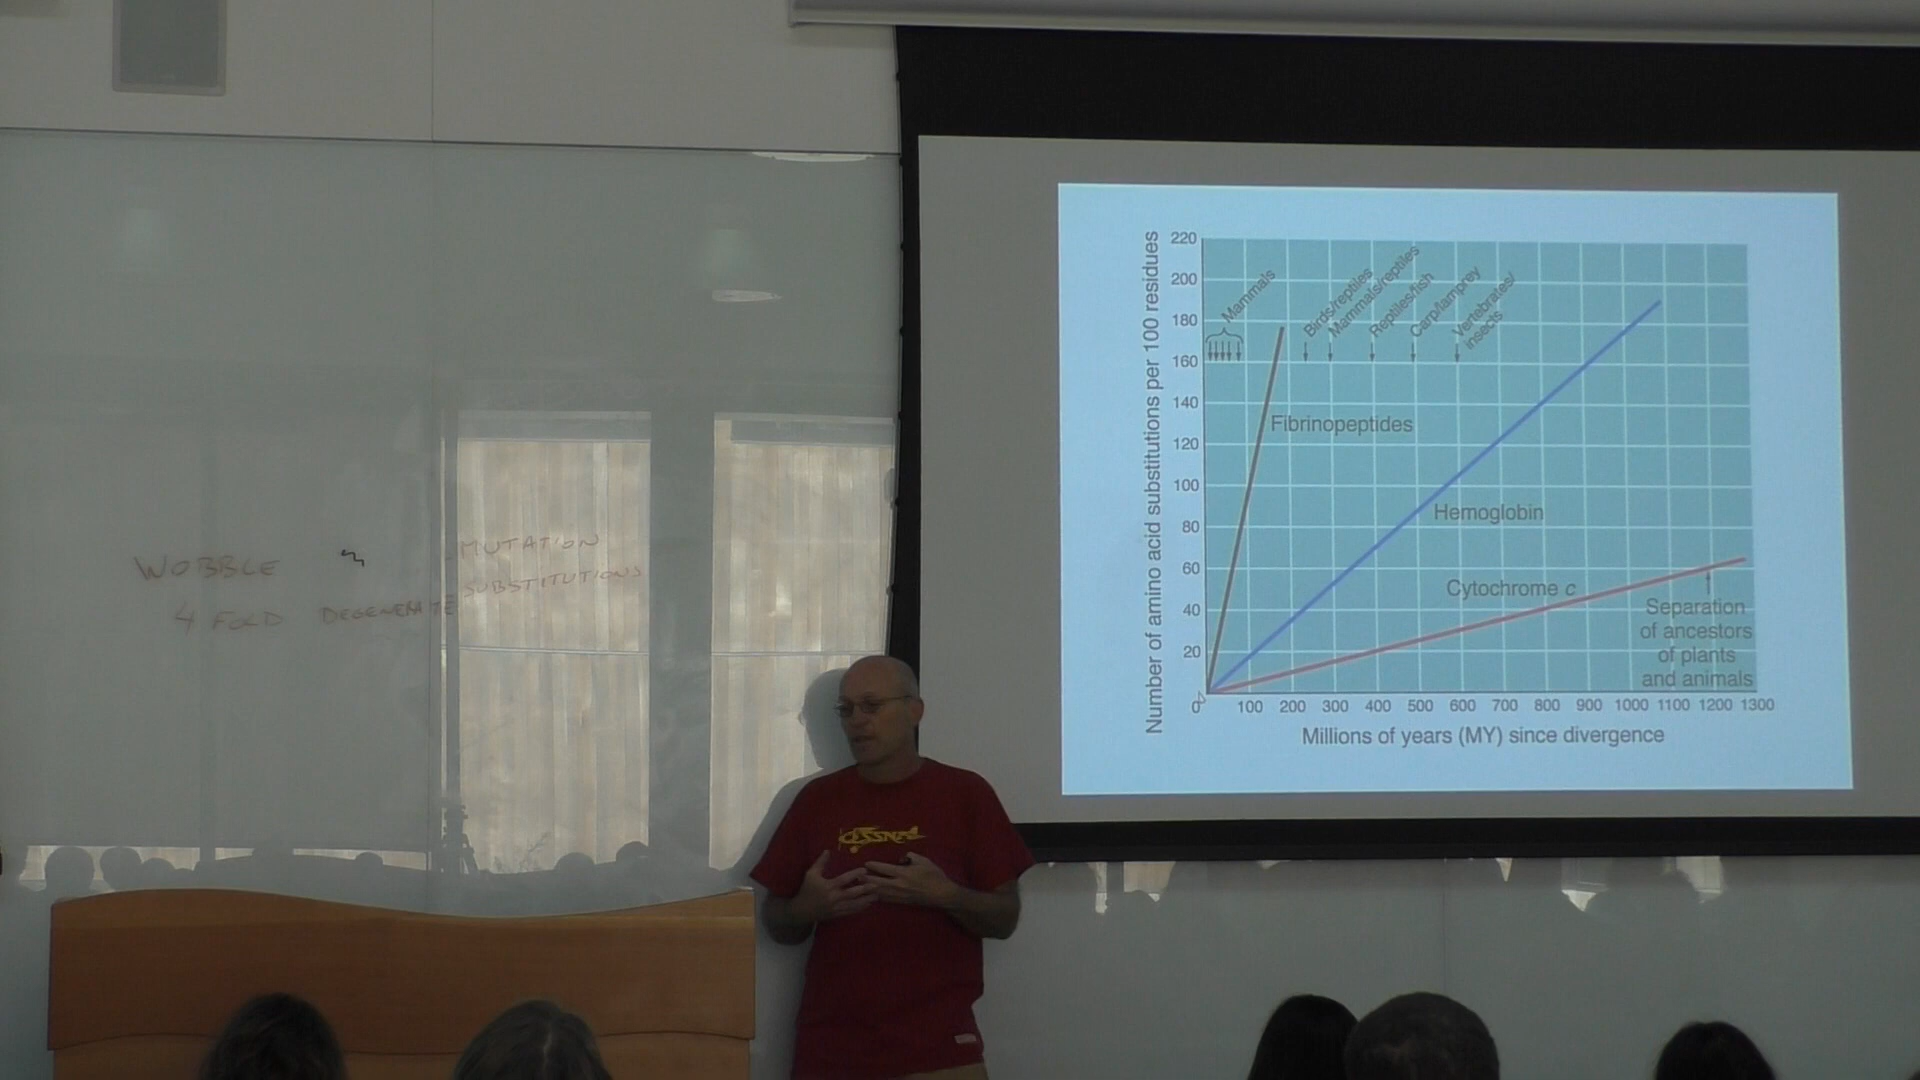 WOBBLE
4 FOLD DEGENERATE
MUTATION
SUBSTITUTIONS
Number of amino acid substitutions per 100 residues
220
200
180
160
140
120
100
80
60
40
20
0
Mammals
Birds/reptiles
Mammals/reptiles
Reptiles/fish
Carp/lamprey
Vertebrates/
insects
Fibrinopeptides
Hemoglobin
Cytochrome c
Separation
of ancestors
of plants
and animals
100 200 300 400 500 600 700 800 900 1000 1100 1200 1300
Millions of years (MY) since divergence